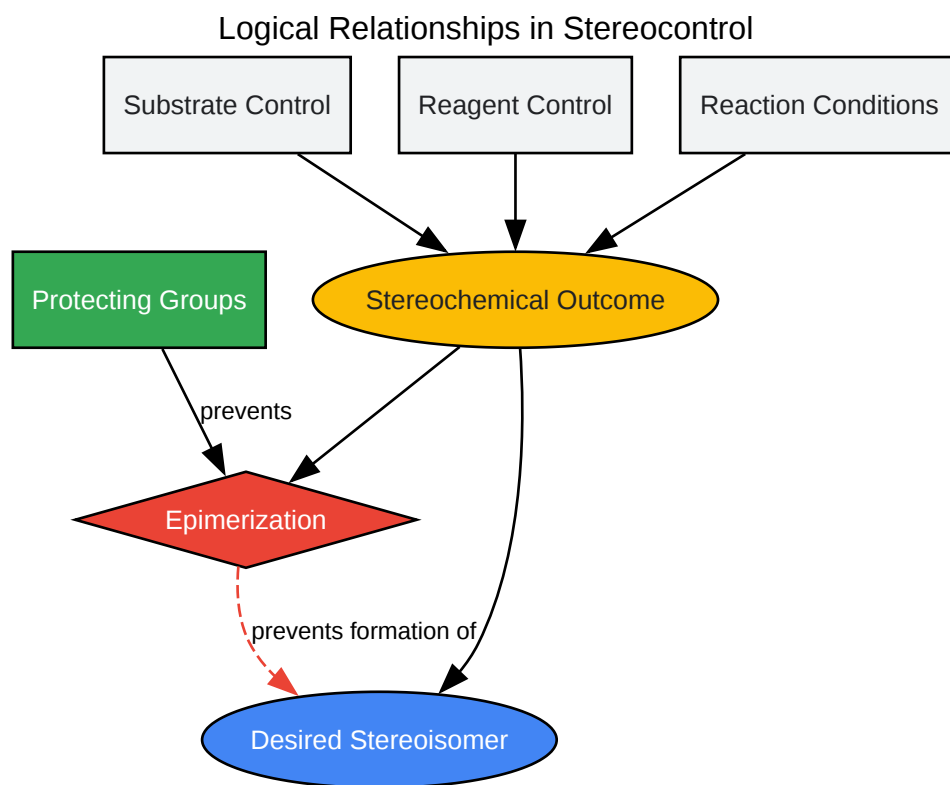 Logical Relationships in Stereocontrol
Substrate Control
Reagent Control
Reaction Conditions
Protecting Groups
Stereochemical Outcome
prevents
Epimerization
prevents formation of
Desired Stereoisomer